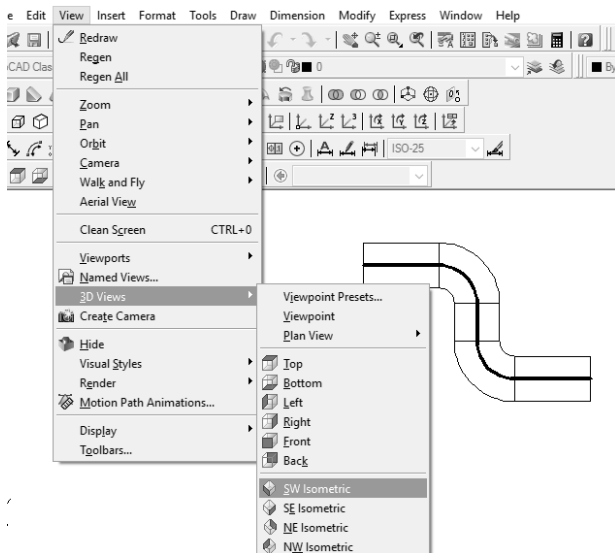 e Edit View Insert Format Tools Draw Dimension Modify Express Window Help
Redraw
Regen
Regen All
CAD Clas
0
By
Zoom
Pan
Orbit
Camera
Walk and Fly
Aerial View
ISO-25
Clean Screen CTRL+0
Viewports
Named Views...
3D Views
Create Camera
Hide
Visual Styles
Render
Motion Path Animations...
Display
Toolbars...
Viewpoint Presets...
Viewpoint
Plan View
Top
Bottom
Left
Right
Front
Back
SW Isometric
SE Isometric
NE Isometric
NW Isometric